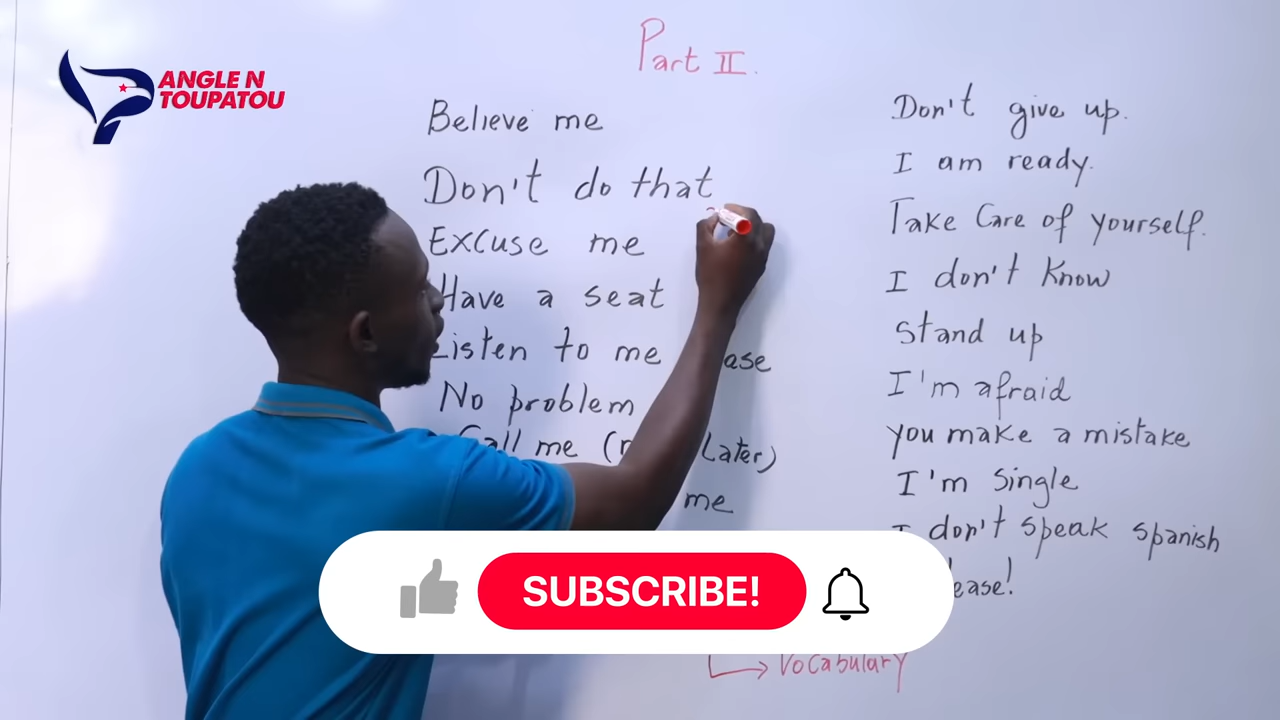 ANGLE N
TOUPATOU
Part II.
Believe me
Don't do that
Excuse me
Have a seat
Listen to me
No problem
Call me
Later)
me
Don't give up.
I am ready.
Take Care of yourself.
I don't Know
Stand up
I'm afraid
you make a mistake
I'm Single
I don't speak spanish
SUBSCRIBE!
Vocabulary